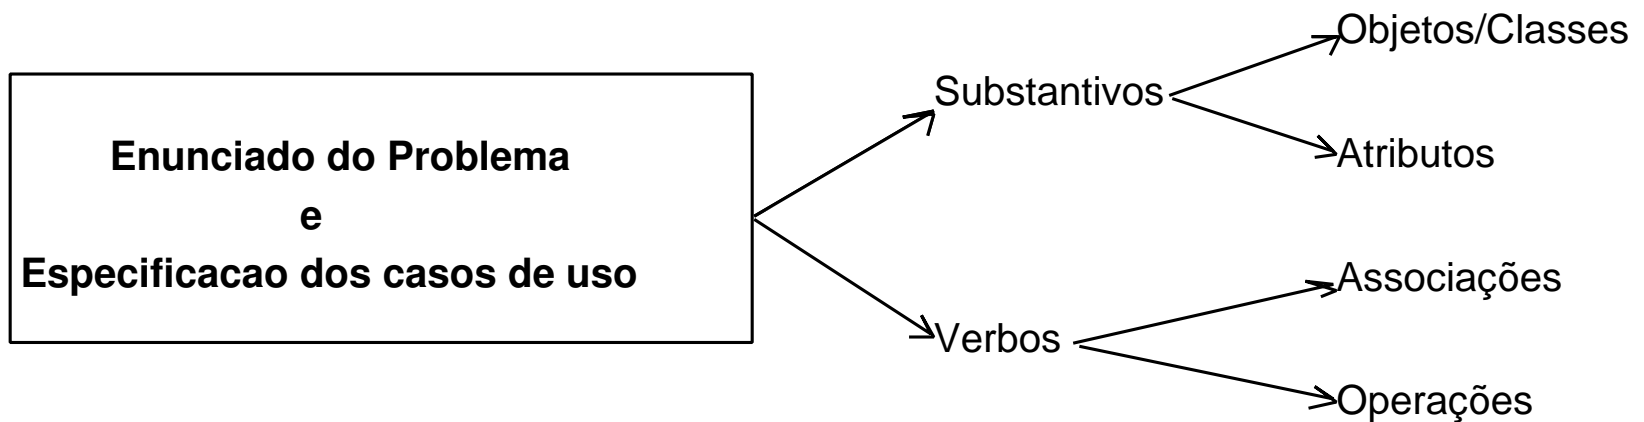 Enunciado do Problema
e
Especificacao dos casos de uso
Substantivos
Objetos/Classes
Atributos
Verbos
Associações
Operações